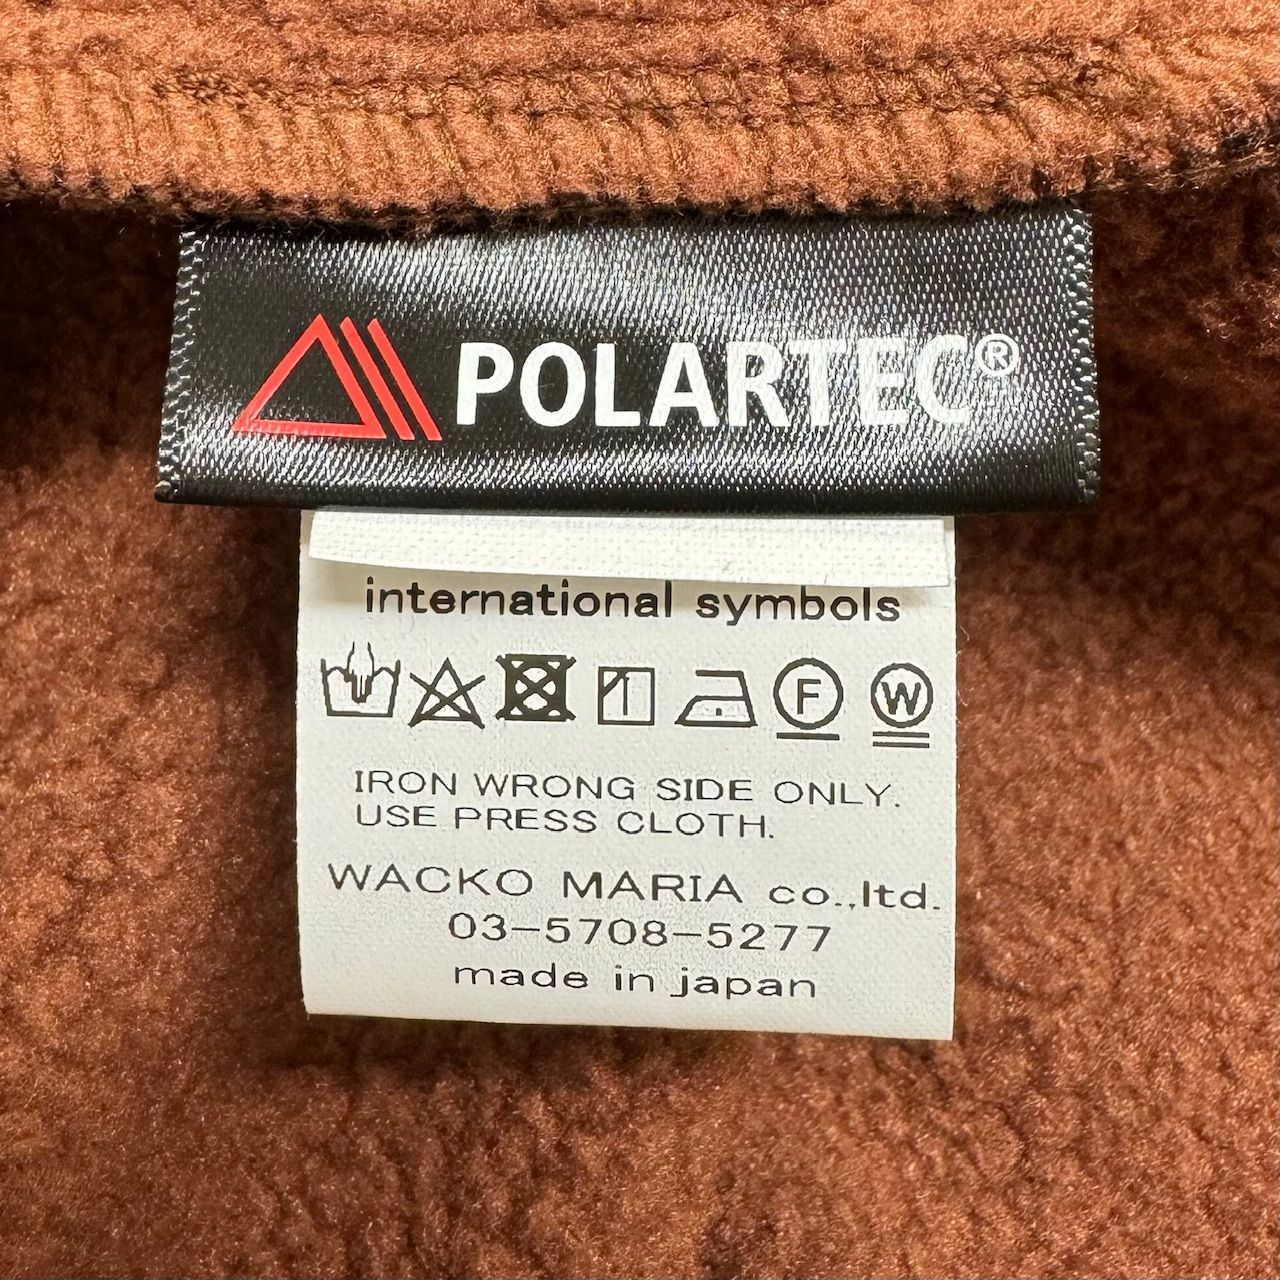 POLARTEC®
international symbols
F W
IRON WRONG SIDE ONLY.
USE PRESS CLOTH.
WACKO MARIA co.,ltd.
03-5708-5277
made in japan